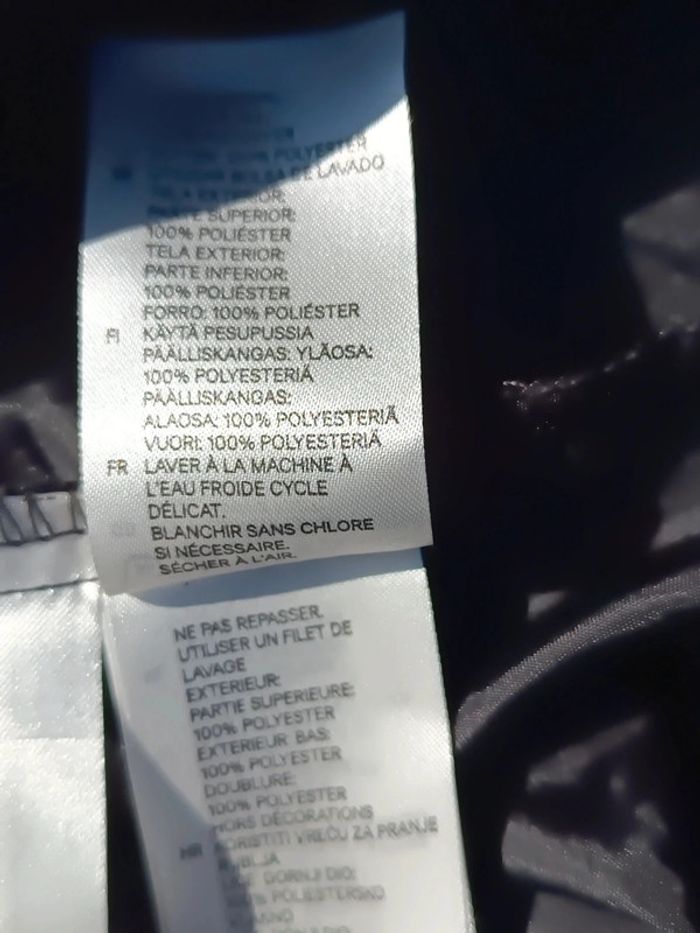 100% POLYESTER
BOLSA DE LAVADO
TELA EXTERIOR:
PARTE SUPERIOR:
100% POLIÉSTER
TELA EXTERIOR:
PARTE INFERIOR:
100% POLIÉSTER
FORRO: 100% POLIÉSTER
FI KÄYTÄ PESUPUSSIA
PÄÄLLISKANGAS: YLÄOSA:
100% POLYESTERIÄ
PÄÄLLISKANGAS:
ALAOSA: 100% POLYESTERIÄ
VUORI: 100% POLYESTERIÄ
FR LAVER À LA MACHINE À
L'EAU FROIDE CYCLE
DÉLICAT.
BLANCHIR SANS CHLORE
SI NÉCESSAIRE.
SÉCHER À L'AIR.
NE PAS REPASSER.
UTILISER UN FILET DE
LAVAGE
EXTERIEUR:
PARTIE SUPERIEURE:
100% POLYESTER
EXTERIEUR BAS:
100% POLYESTER
DOUBLURE:
100% POLYESTER
HORS DÉCORATIONS
HR KORISTITI VREĆU ZA PRANJE
RUBLJA
GORNJI DIO:
100% POLIESTERSKO